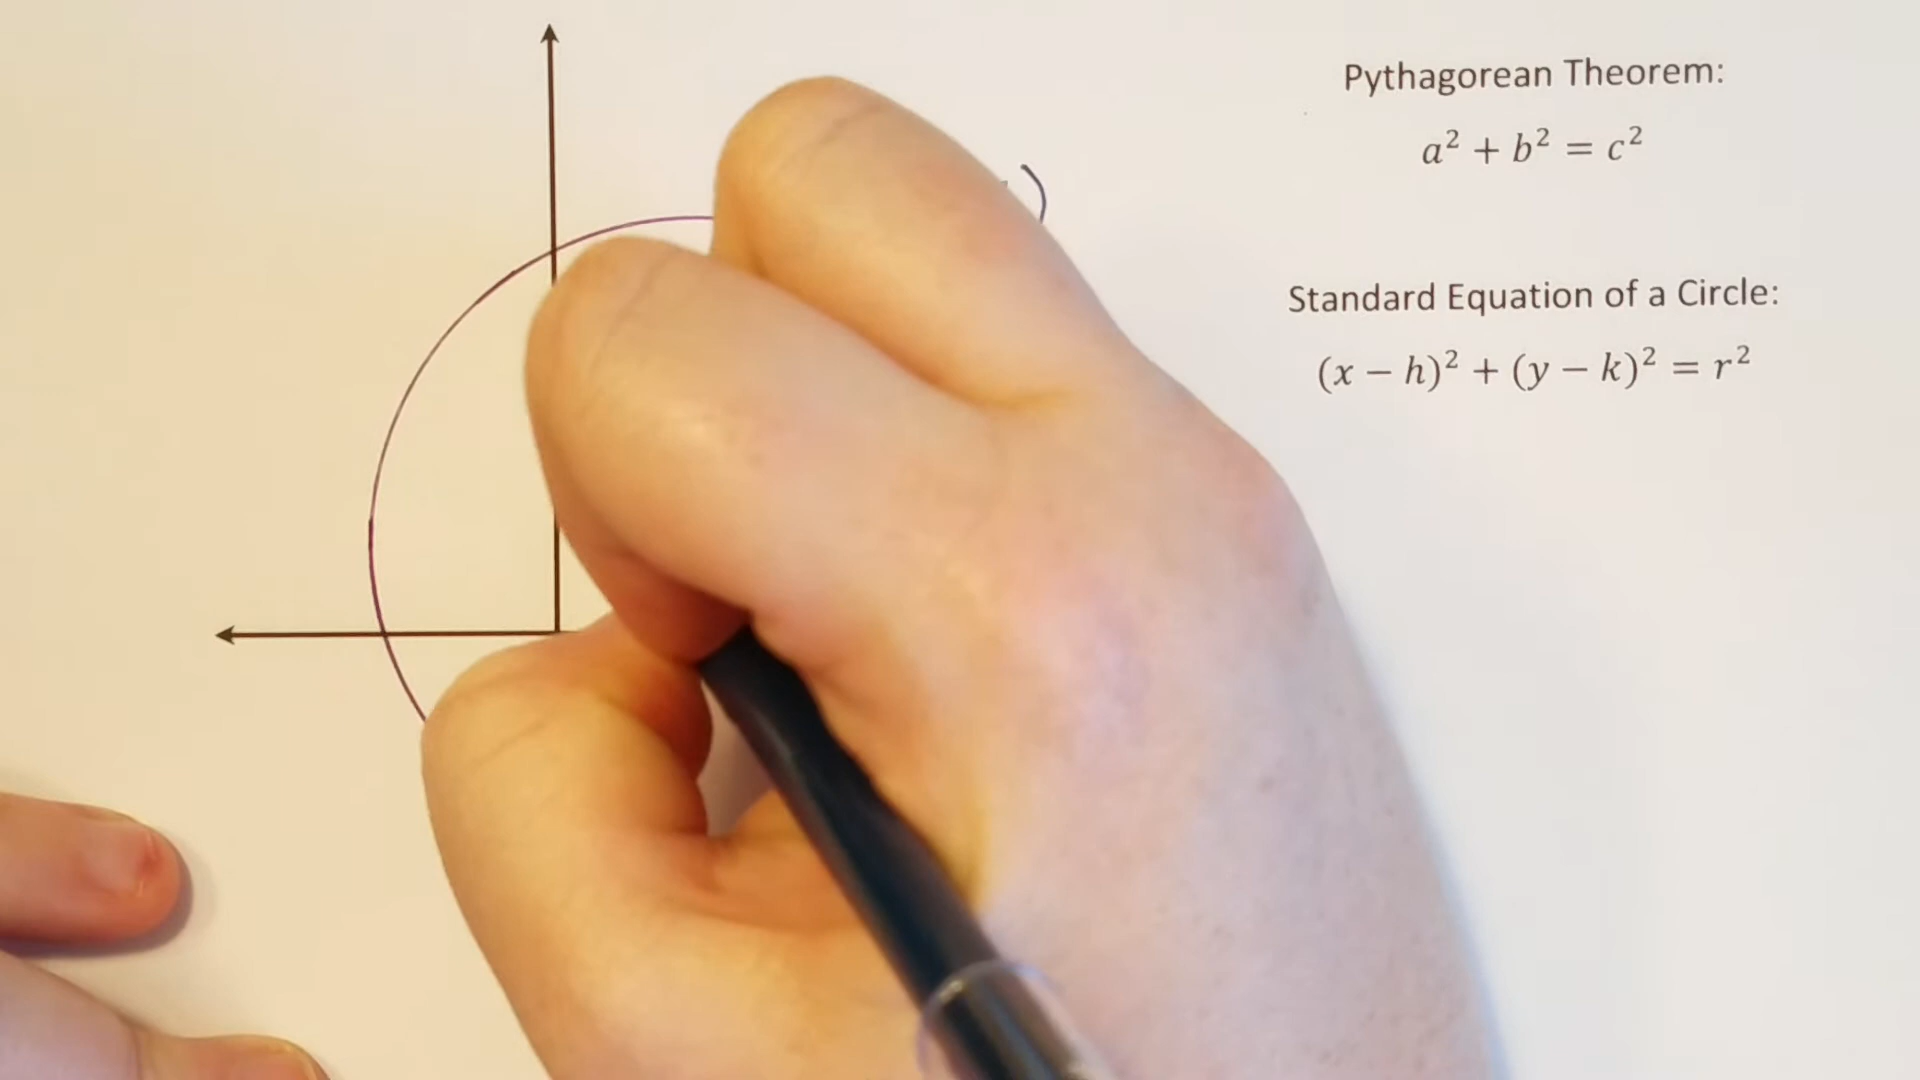 )
Pythagorean Theorem:
a² + b² = c²
Standard Equation of a Circle:
(x − h)² + (y − k)² = r²